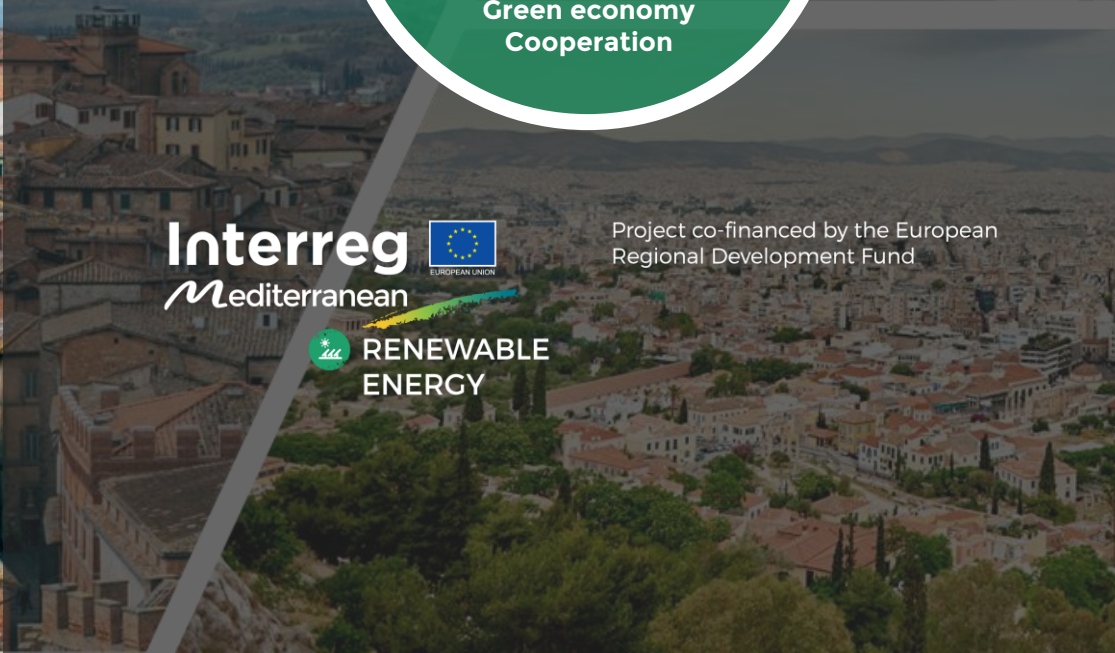 Green economy
Cooperation
Interreg
EUROPEAN UNION
Mediterranean
RENEWABLE
ENERGY
Project co-financed by the European
Regional Development Fund